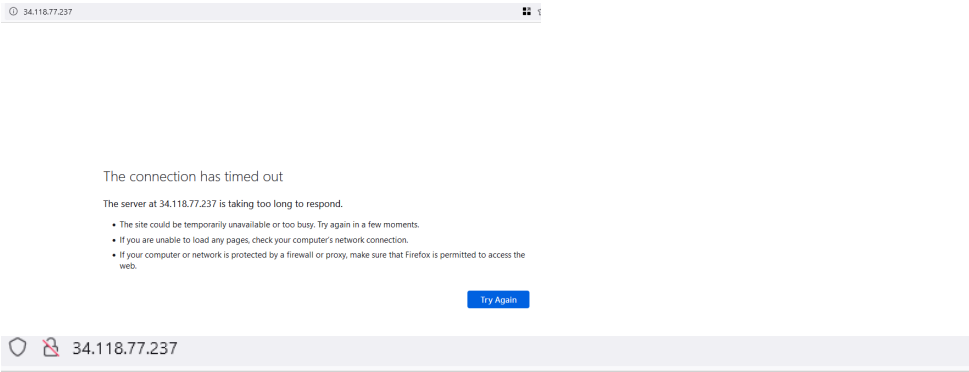 34.118.77.237
The connection has timed out
The server at 34.118.77.237 is taking too long to respond.
• The site could be temporarily unavailable or too busy. Try again in a few moments.
• If you are unable to load any pages, check your computer's network connection.
• If your computer or network is protected by a firewall or proxy, make sure that Firefox is permitted to access the
web.
Try Again
34.118.77.237